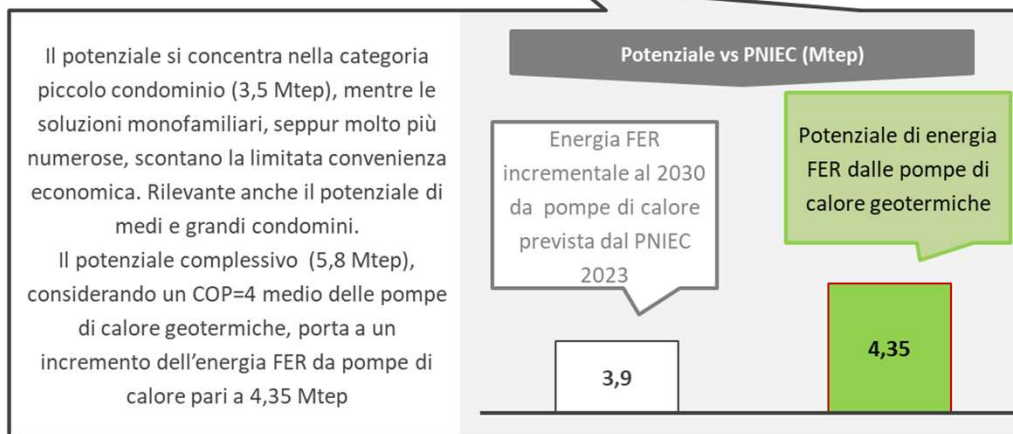 Il potenziale si concentra nella categoria
piccolo condominio (3,5 Mtep), mentre le
soluzioni monofamiliari, seppur molto più
numerose, scontano la limitata convenienza
economica. Rilevante anche il potenziale di
medi e grandi condomini.
Il potenziale complessivo (5,8 Mtep),
considerando un COP=4 medio delle pompe
di calore geotermiche, porta a un
incremento dell’energia FER da pompe di
calore pari a 4,35 Mtep
Potenziale vs PNIEC (Mtep)
Energia FER
incrementale al 2030
da pompe di calore
prevista dal PNIEC
2023
Potenziale di energia
FER dalle pompe di
calore geotermiche
3,9
4,35